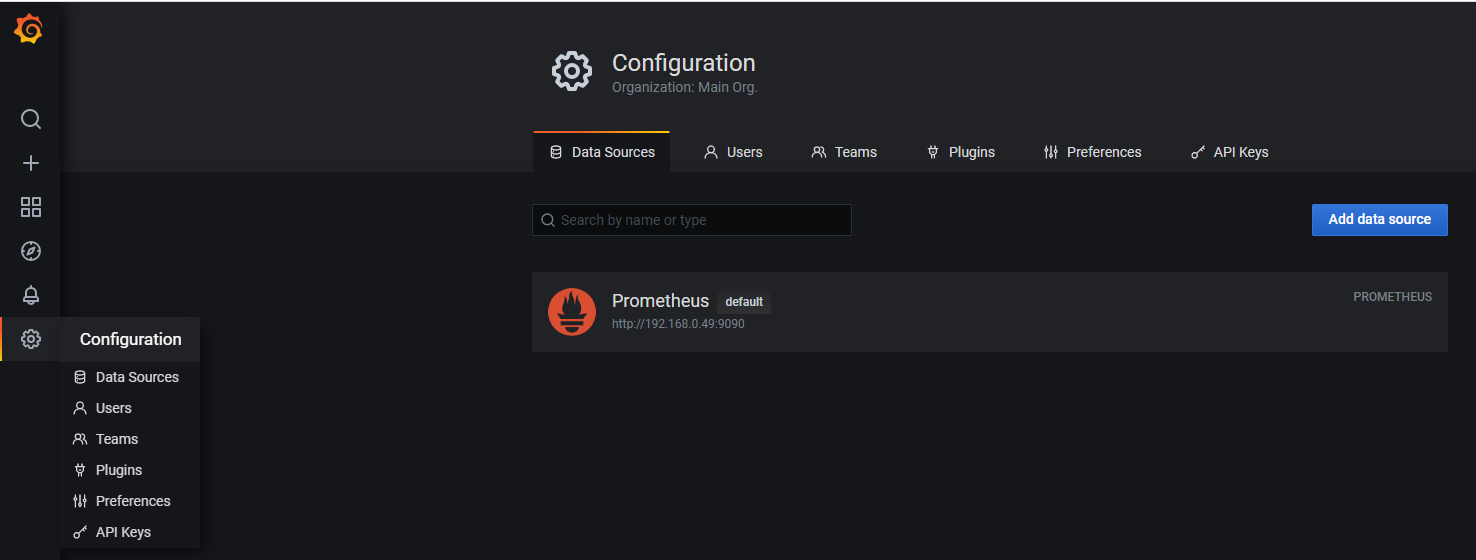 Configuration
Organization: Main Org.
Data Sources Users Teams Plugins Preferences API Keys
Search by name or type Add data source
Prometheus default PROMETHEUS
http://192.168.0.49:9090
Configuration
Data Sources
Users
Teams
Plugins
Preferences
API Keys